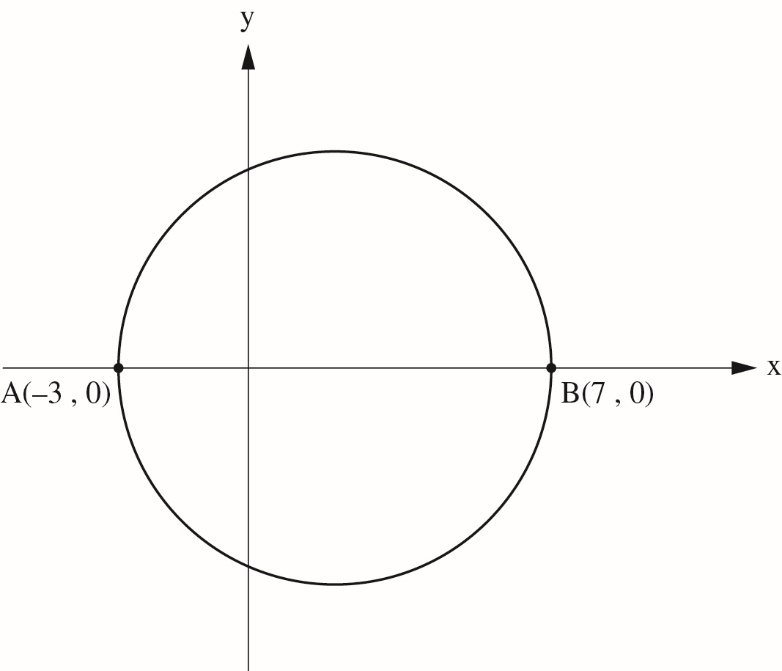 y
x
A(–3 , 0)
B(7 , 0)